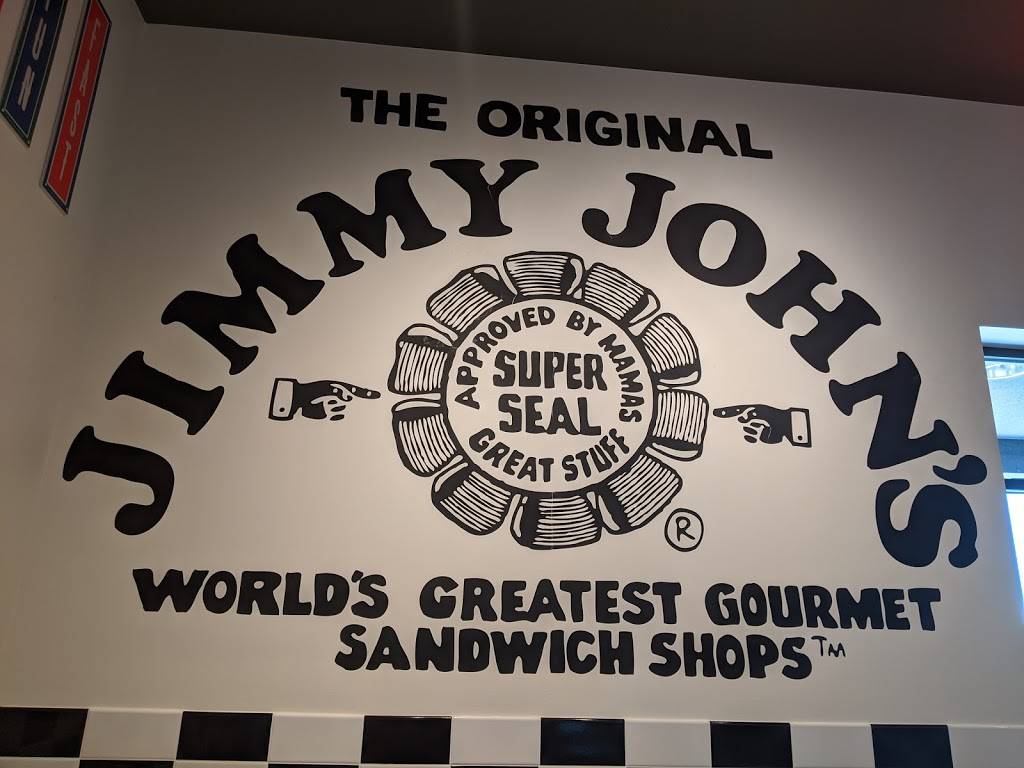 THE ORIGINAL
JIMMY JOHN'S
APPROVED BY MAMAS
SUPER
SEAL
GREAT STUFF
®
WORLD'S GREATEST GOURMET
SANDWICH SHOPS™